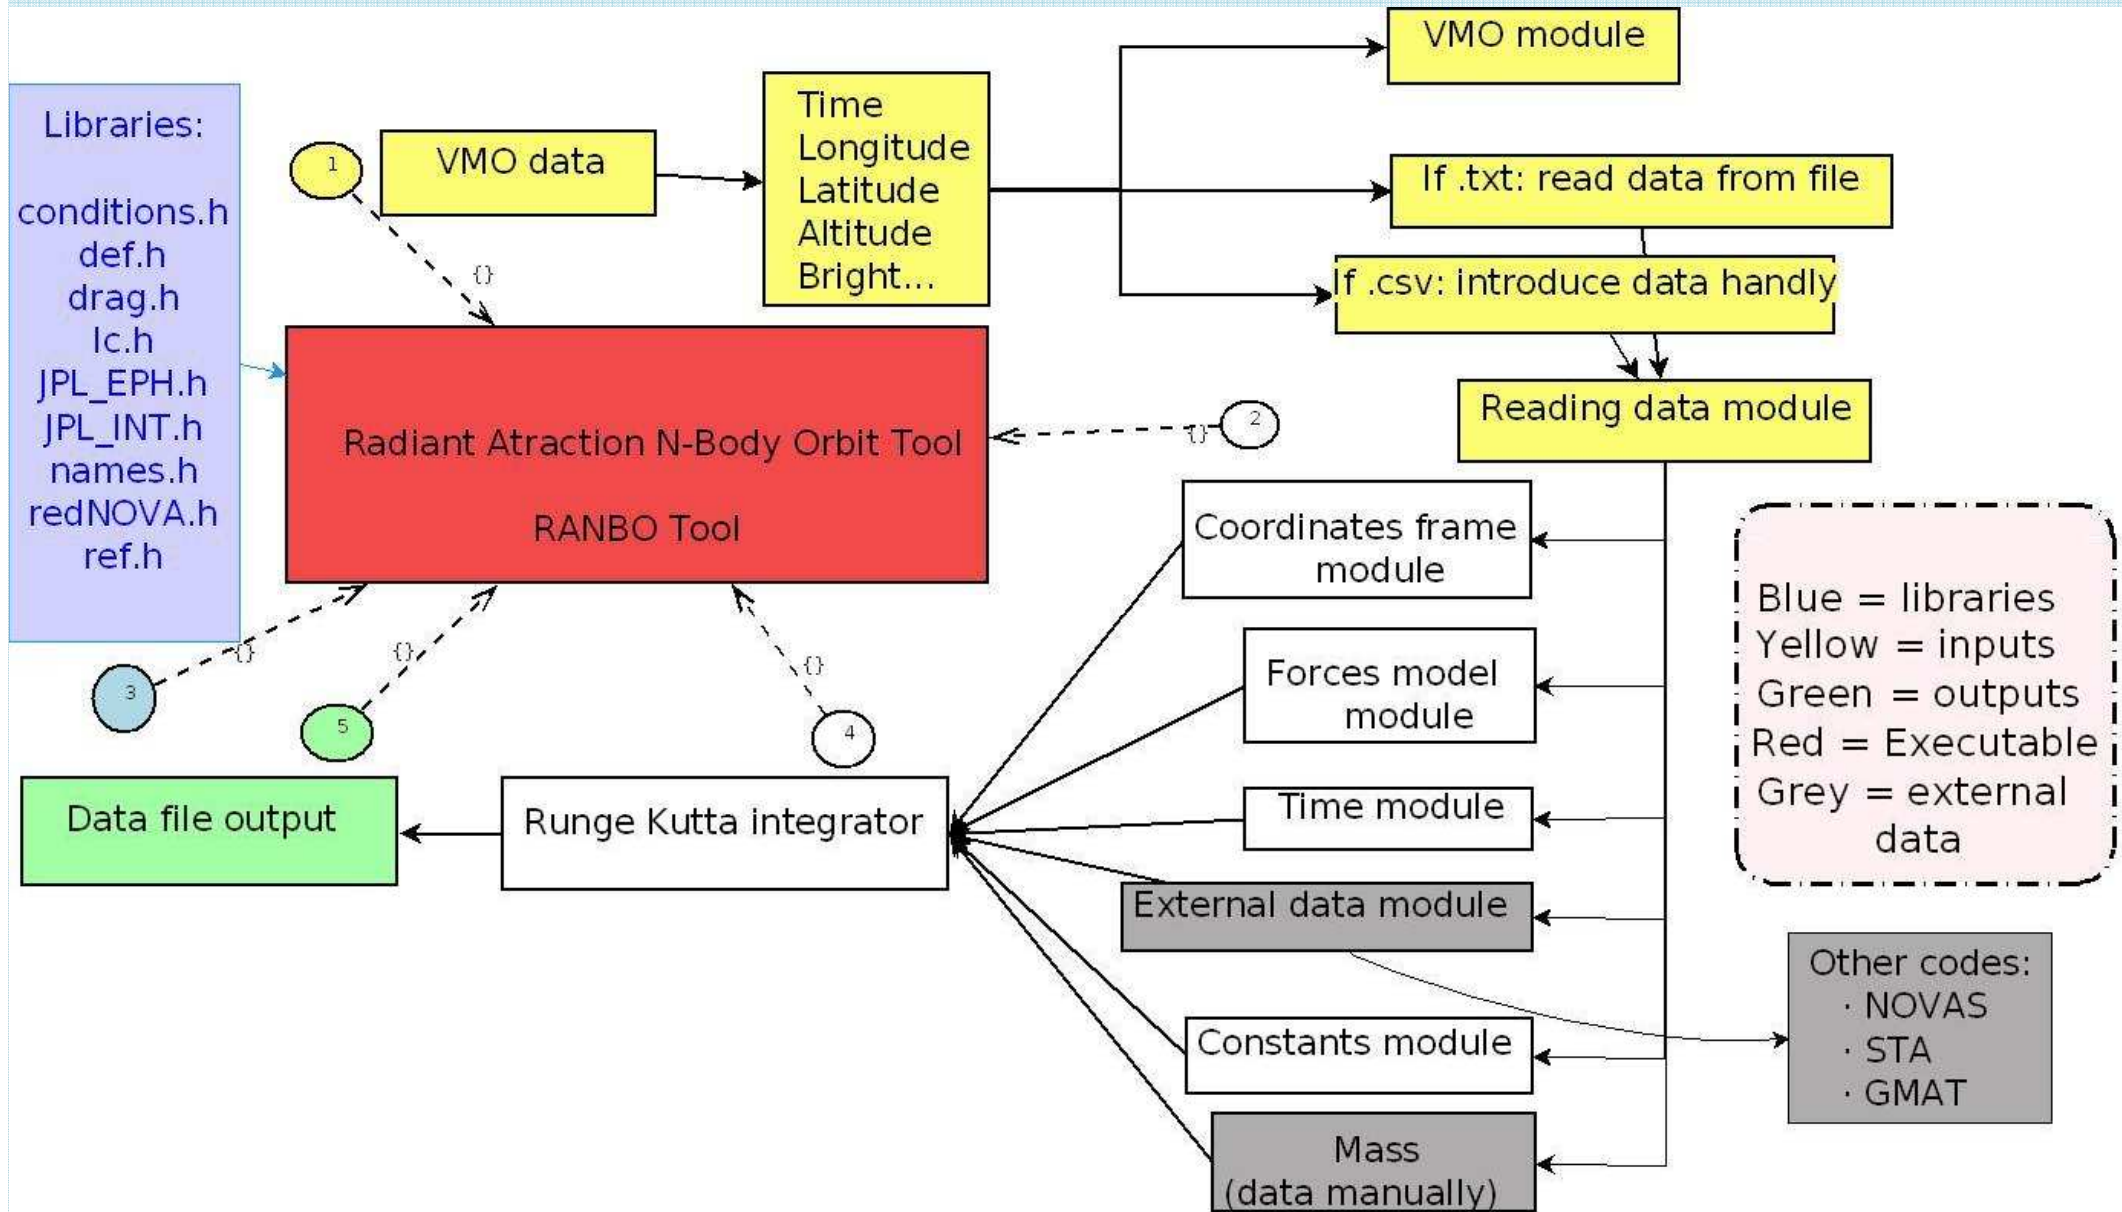 VMO module
Libraries:
conditions.h
def.h
drag.h
lc.h
JPL_EPH.h
JPL_INT.h
names.h
redNOVA.h
ref.h
1
{}
VMO data
Time
Longitude
Latitude
Altitude
Bright...
If .txt: read data from file
If .csv: introduce data handly
Reading data module
Radiant Atraction N-Body Orbit Tool
RANBO Tool
2
{}
3
{}
5
{}
4
{}
Coordinates frame
module
Forces model
module
Time module
External data module
Constants module
Mass
(data manually)
Runge Kutta integrator
Data file output
Blue = libraries
Yellow = inputs
Green = outputs
Red = Executable
Grey = external
data
Other codes:
· NOVAS
· STA
· GMAT